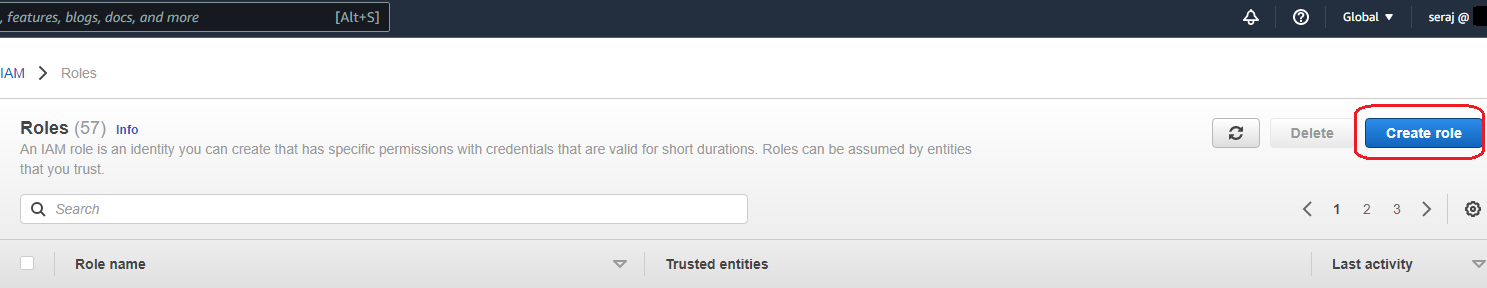 , features, blogs, docs, and more [Alt+S] Global seraj @
IAM Roles
Roles (57) Info Delete Create role
An IAM role is an identity you can create that has specific permissions with credentials that are valid for short durations. Roles can be assumed by entities
that you trust.
Search 1 2 3
Role name Trusted entities Last activity